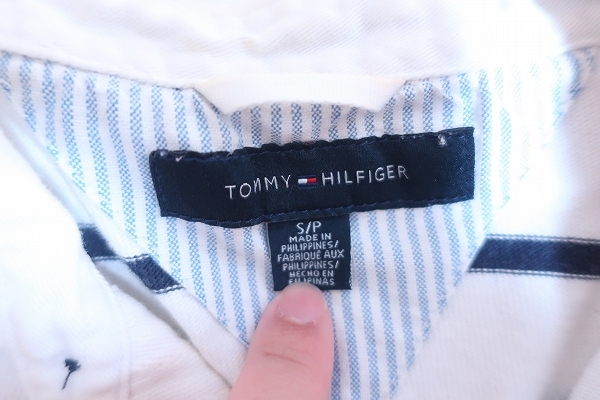 TOMMY HILFIGER
S/P
MADE IN
PHILIPPINES/
FABRIQUÉ AUX
PHILIPPINES/
HECHO EN
FILIPINAS